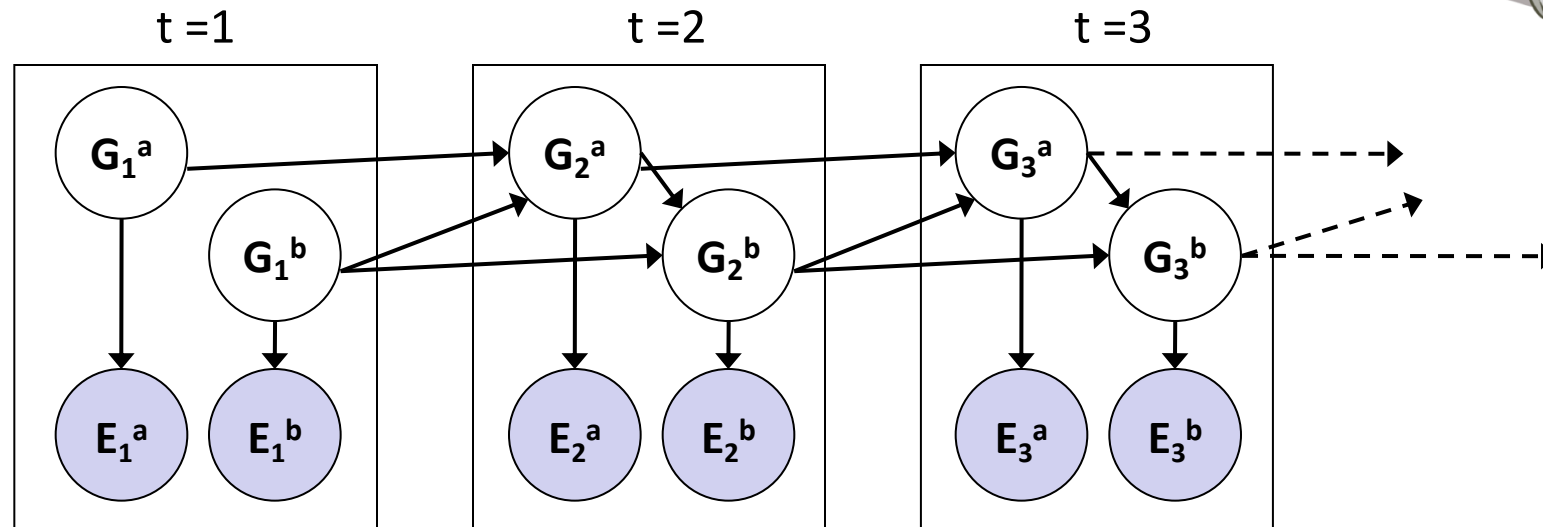 t =1 t =2 t =3
G₁ᵃ G₂ᵃ G₃ᵃ
G₁ᵇ G₂ᵇ G₃ᵇ
E₁ᵃ E₁ᵇ E₂ᵃ E₂ᵇ E₃ᵃ E₃ᵇ